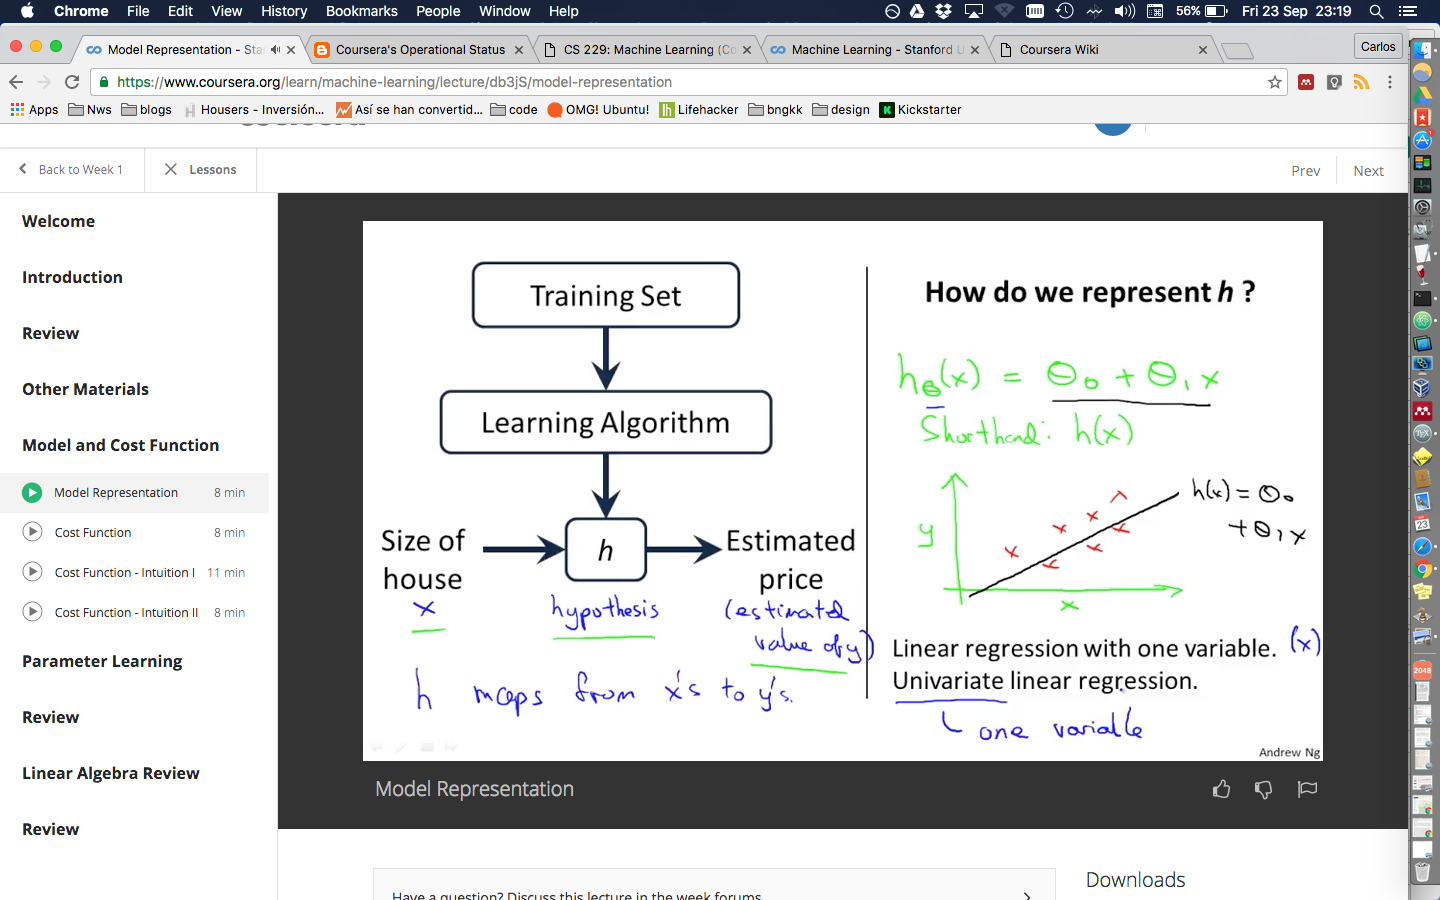 Chrome File Edit View History Bookmarks People Window Help 56% Fri 23 Sep 23:19
Model Representation - Sta
Coursera's Operational Status
CS 229: Machine Learning (Co
Machine Learning - Stanford U
Coursera Wiki
Carlos
https://www.coursera.org/learn/machine-learning/lecture/db3jS/model-representation
Apps Nws blogs Housers - Inversión... Así se han convertid... code OMG! Ubuntu! Lifehacker bngkk design Kickstarter
Back to Week 1
Lessons
Prev
Next
Welcome
Introduction
Review
Other Materials
Model and Cost Function
Model Representation 8 min
Cost Function 8 min
Cost Function - Intuition I 11 min
Cost Function - Intuition II 8 min
Parameter Learning
Review
Linear Algebra Review
Review
Training Set
Learning Algorithm
Size of
house
h
Estimated
price
x
hypothesis
(estimated
value of y)
h maps from x's to y's.
How do we represent h ?
hθ(x) = θ₀ + θ₁x
Shorthand: h(x)
y
x
h(x) = θ₀
+ θ₁x
Linear regression with one variable. (x)
Univariate linear regression.
one variable
Andrew Ng
Model Representation
Have a question? Discuss this lecture in the week forums.
Downloads
23
2048